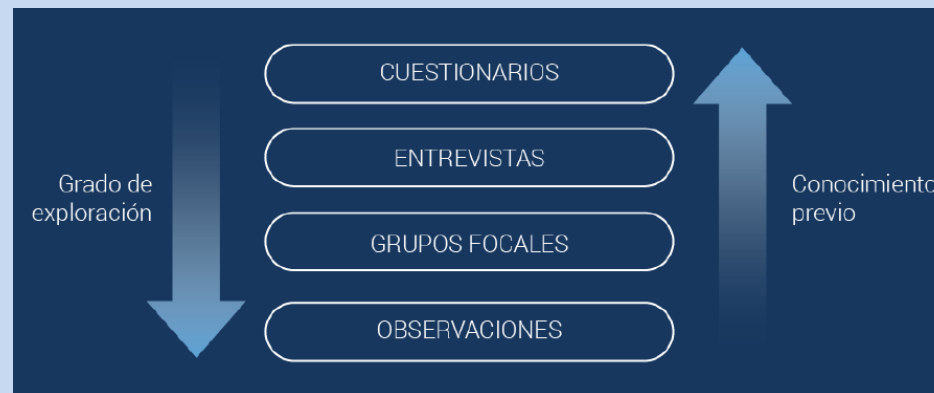 CUESTIONARIOS
ENTREVISTAS
Grado de
exploración
Conocimiento
previo
GRUPOS FOCALES
OBSERVACIONES